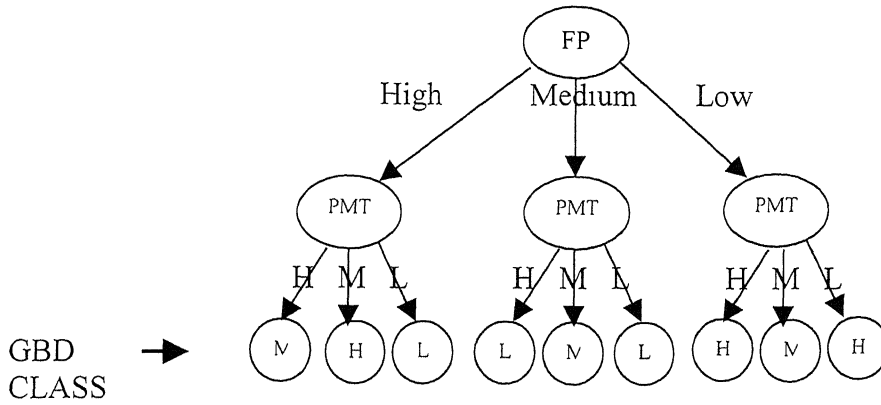 FP
High Medium Low
PMT PMT PMT
H M L H M L H M L
M H L L M L H M H
GBD
CLASS